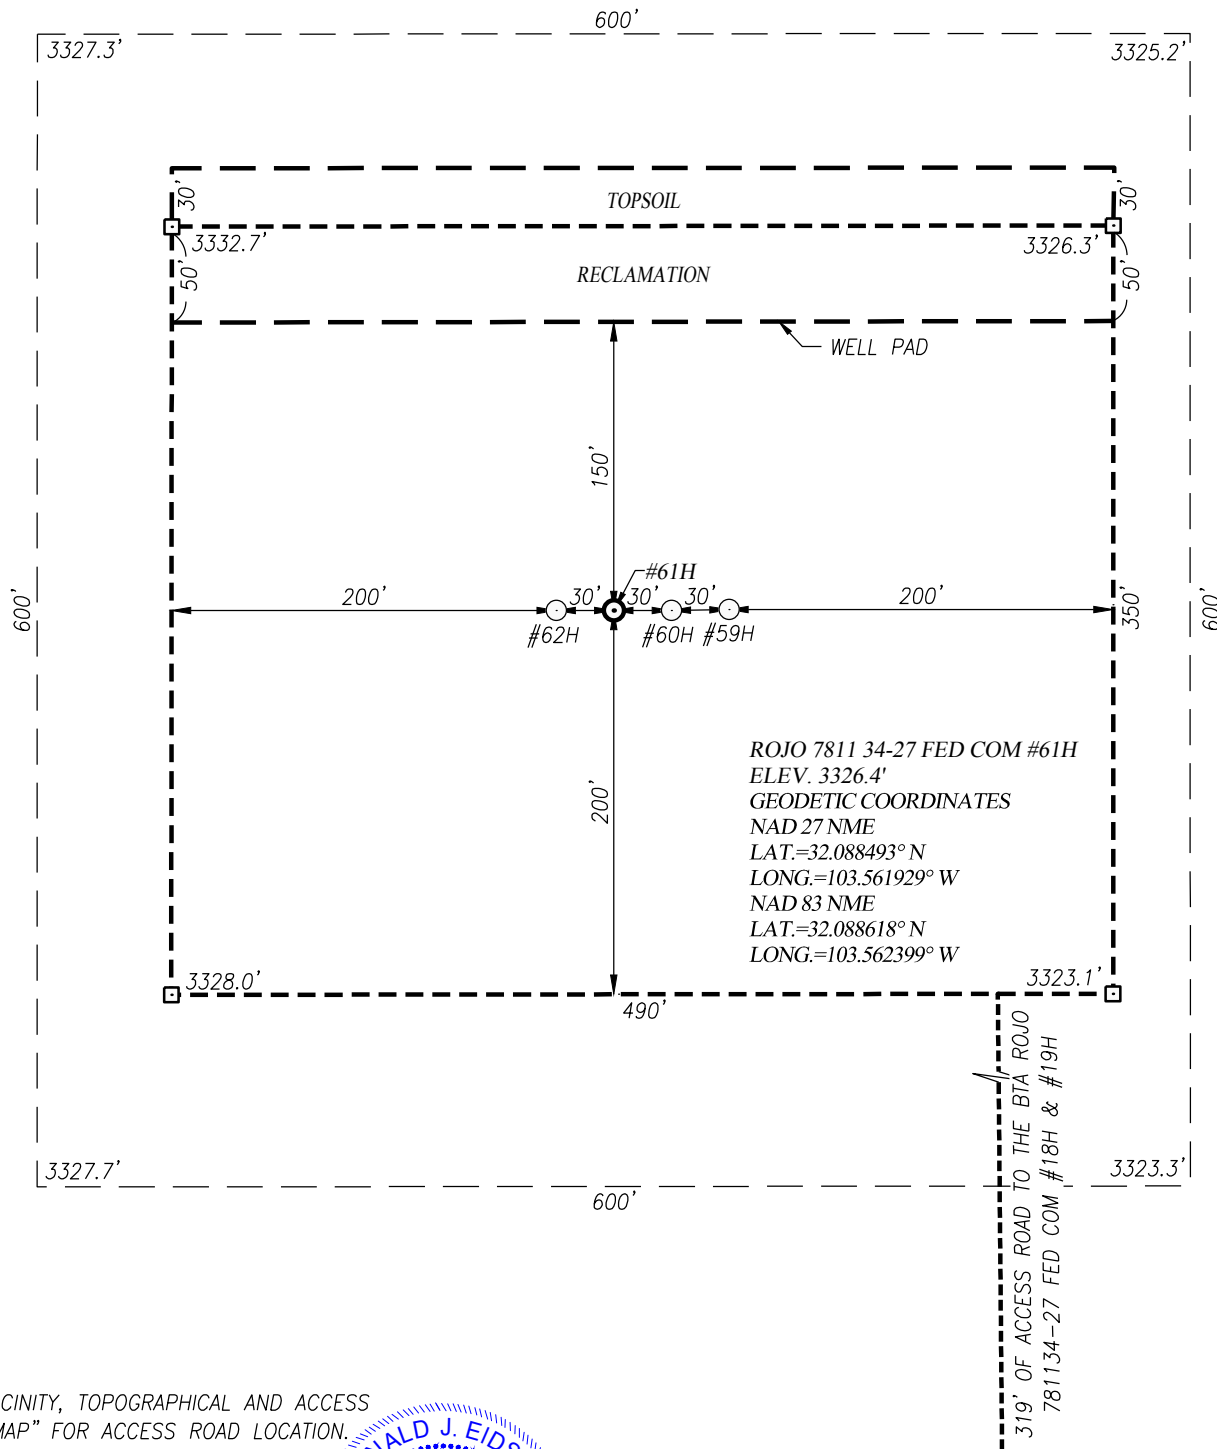 600'
3327.3'
3325.2'
30'
TOPSOIL
30'
3332.7'
3326.3'
50'
RECLAMATION
50'
WELL PAD
150'
#61H
200'
30'
30'
30'
200'
#62H
#60H
#59H
600'
350'
600'
200'
ROJO 7811 34-27 FED COM #61H
ELEV. 3326.4'
GEODETIC COORDINATES
NAD 27 NME
LAT.=32.088493° N
LONG.=103.561929° W
NAD 83 NME
LAT.=32.088618° N
LONG.=103.562399° W
3328.0'
3323.1'
490'
319' OF ACCESS ROAD TO THE BTA ROJO
781134-27 FED COM #18H & #19H
3327.7'
3323.3'
600'
CINITY, TOPOGRAPHICAL AND ACCESS
MAP" FOR ACCESS ROAD LOCATION.
NALD J. EIDS